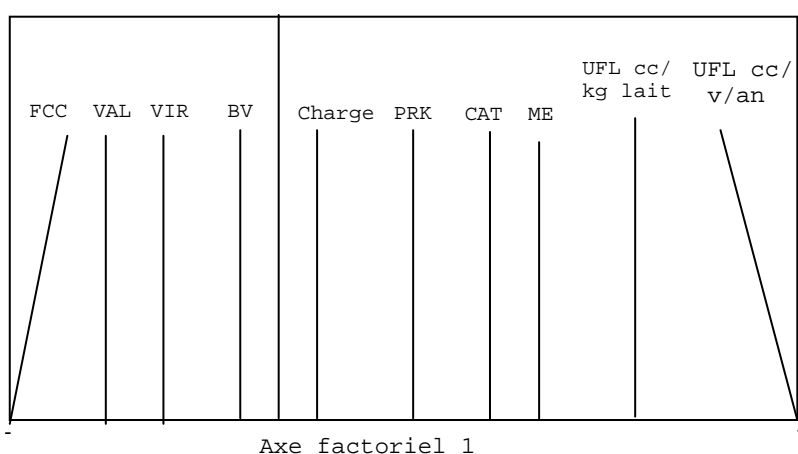 UFL cc/ UFL cc/
kg lait v/an
FCC VAL VIR BV Charge PRK CAT ME
-
Axe factoriel 1